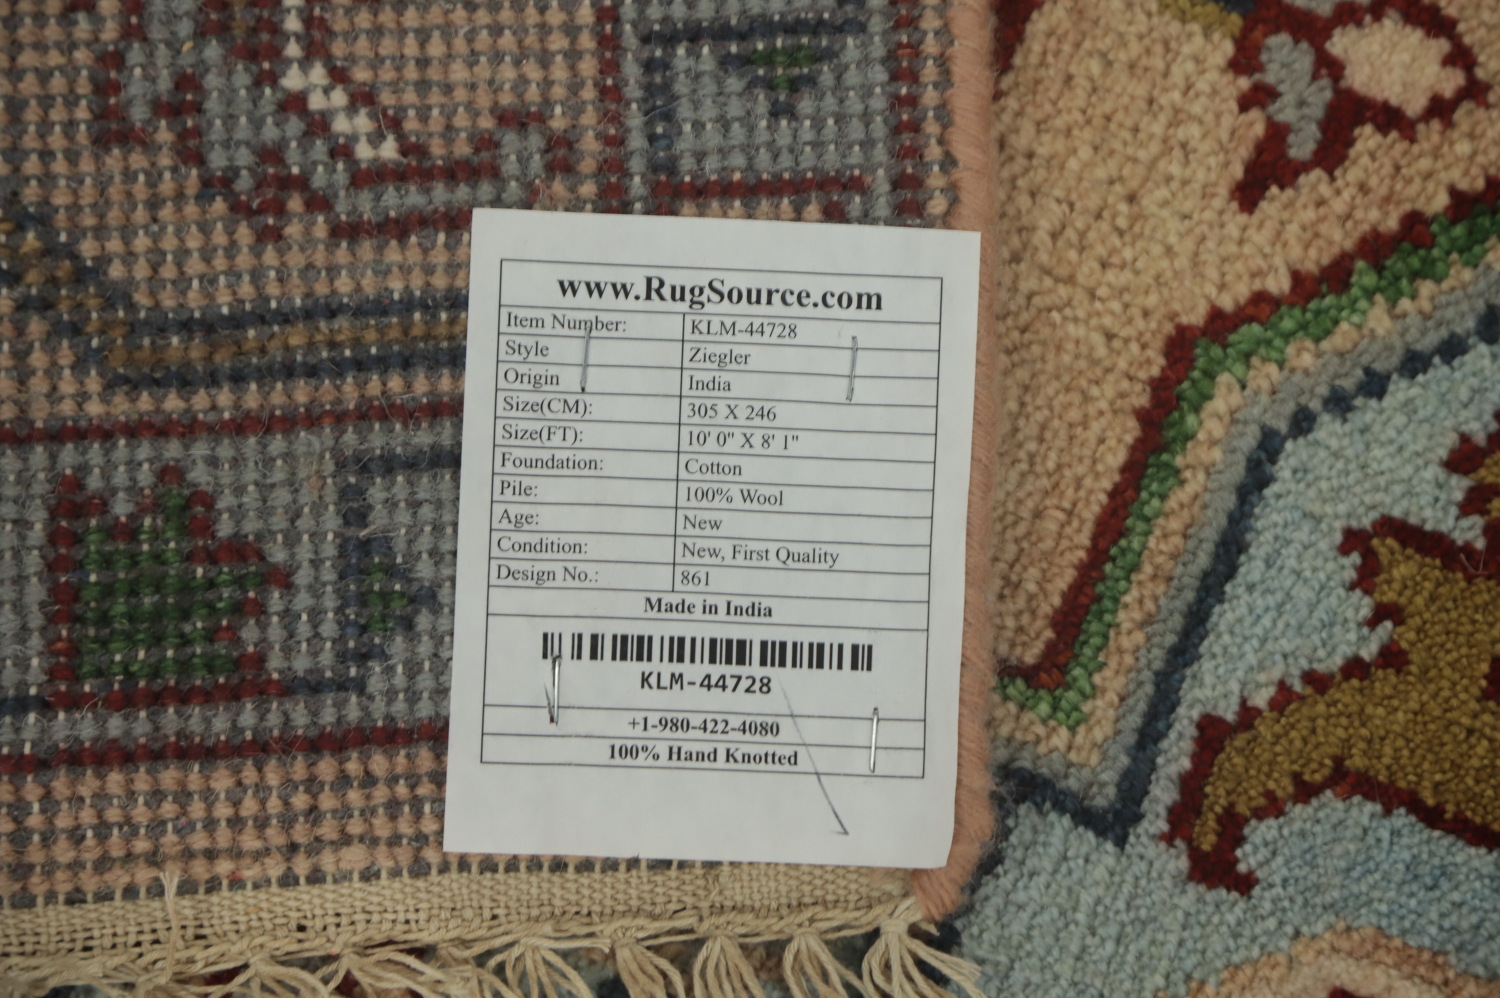 www.RugSource.com
Item Number: KLM-44728
Style Ziegler
Origin India
Size(CM): 305 X 246
Size(FT): 10' 0" X 8' 1"
Foundation: Cotton
Pile: 100% Wool
Age: New
Condition: New, First Quality
Design No.: 861
Made in India
KLM-44728
+1-980-422-4080
100% Hand Knotted